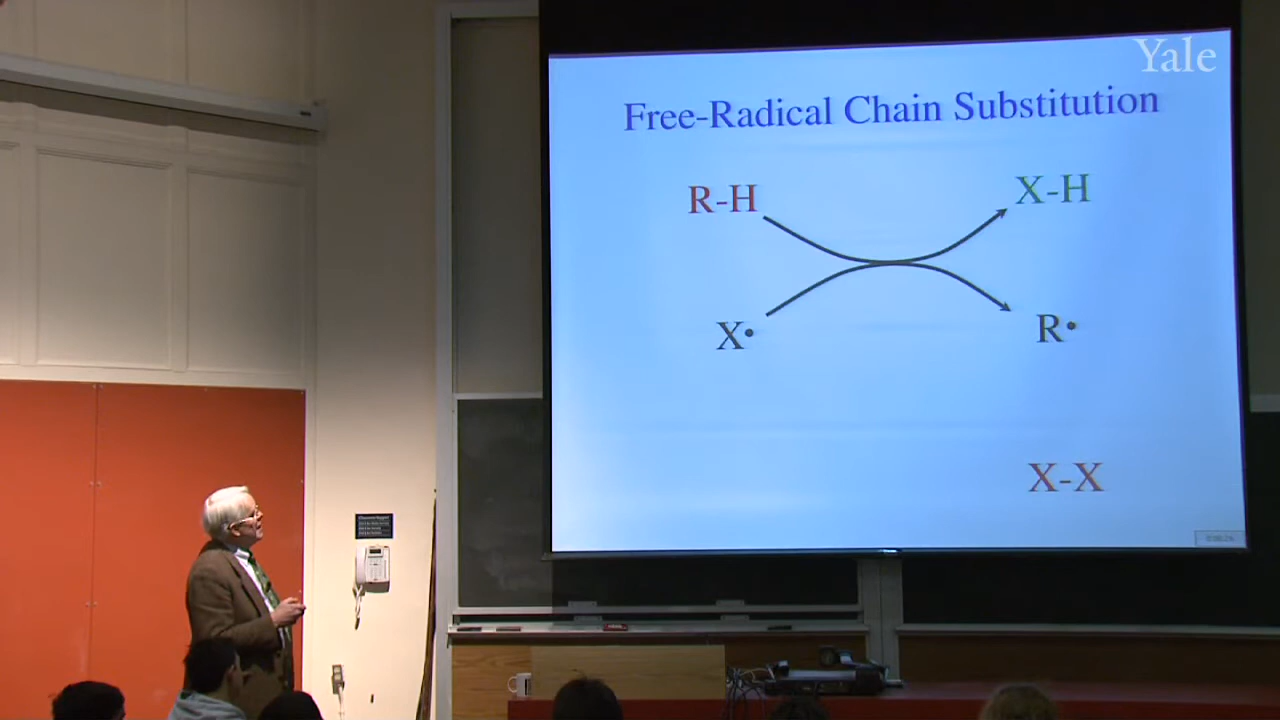 Yale
Free-Radical Chain Substitution
R-H
X-H
X•
R•
X-X